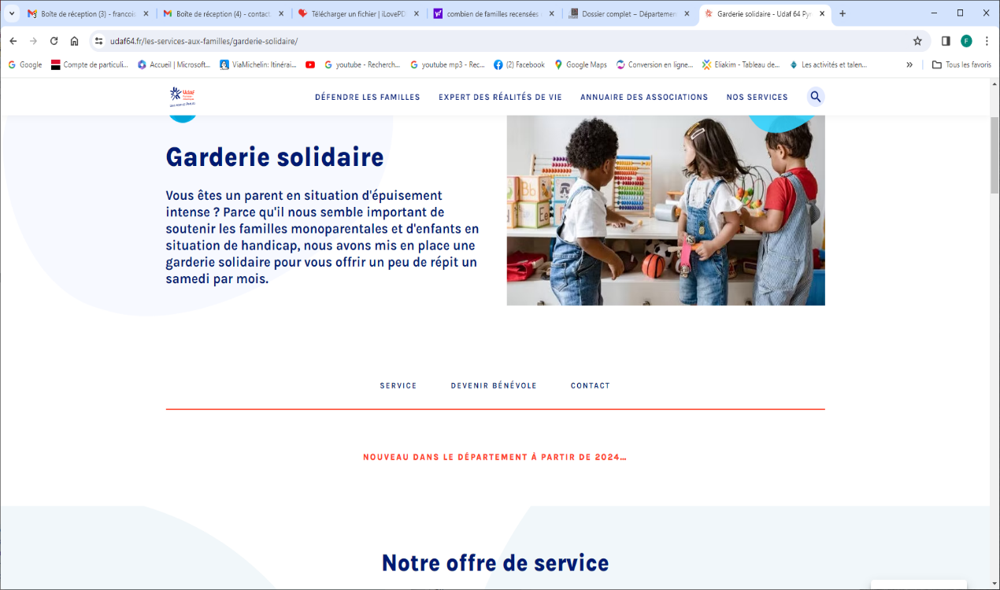 Boîte de réception (3) - francois
Boîte de réception (4) - contact
Télécharger un fichier | iLovePD
combien de familles recensées
Dossier complet − Départemen
Garderie solidaire - Udaf 64 Pyr
udaf64.fr/les-services-aux-familles/garderie-solidaire/
F
Google
Compte de particuli...
Accueil | Microsoft...
ViaMichelin: Itinérai...
youtube - Recherch...
youtube mp3 - Rec...
(2) Facebook
Google Maps
Conversion en ligne...
Eliakim - Tableau de...
Les activités et talen...
»
Tous les favoris
Udaf
DÉFENDRE LES FAMILLES
EXPERT DES RÉALITÉS DE VIE
ANNUAIRE DES ASSOCIATIONS
NOS SERVICES
Garderie solidaire
Vous êtes un parent en situation d'épuisement
intense ? Parce qu'il nous semble important de
soutenir les familles monoparentales et d'enfants en
situation de handicap, nous avons mis en place une
garderie solidaire pour vous offrir un peu de répit un
samedi par mois.
SERVICE
DEVENIR BÉNÉVOLE
CONTACT
NOUVEAU DANS LE DÉPARTEMENT À PARTIR DE 2024...
Notre offre de service